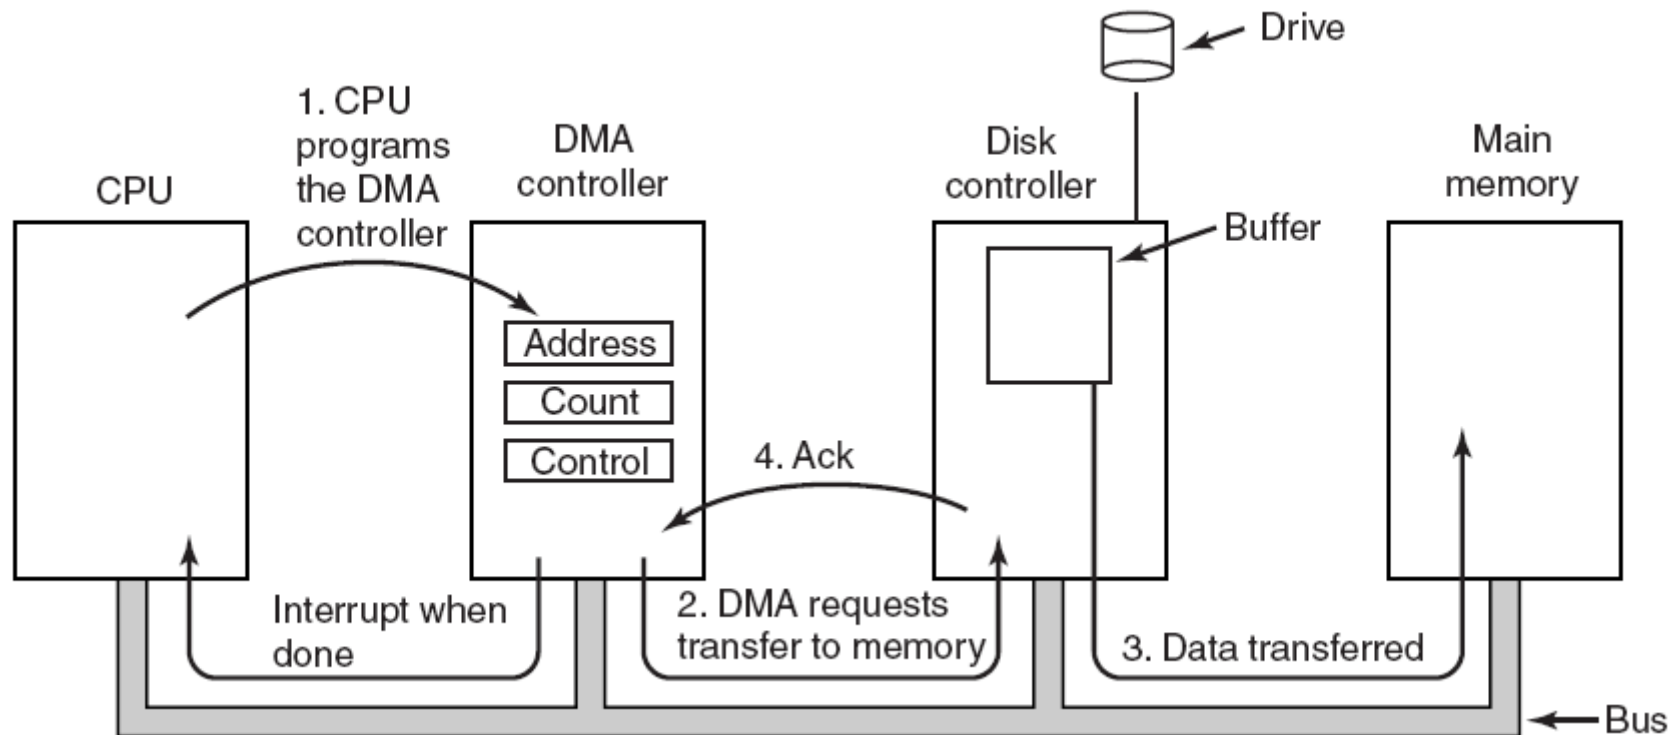 Drive
1. CPU
programs
the DMA
controller
CPU
DMA
controller
Disk
controller
Main
memory
Buffer
Address
Count
Control
4. Ack
Interrupt when
done
2. DMA requests
transfer to memory
3. Data transferred
Bus